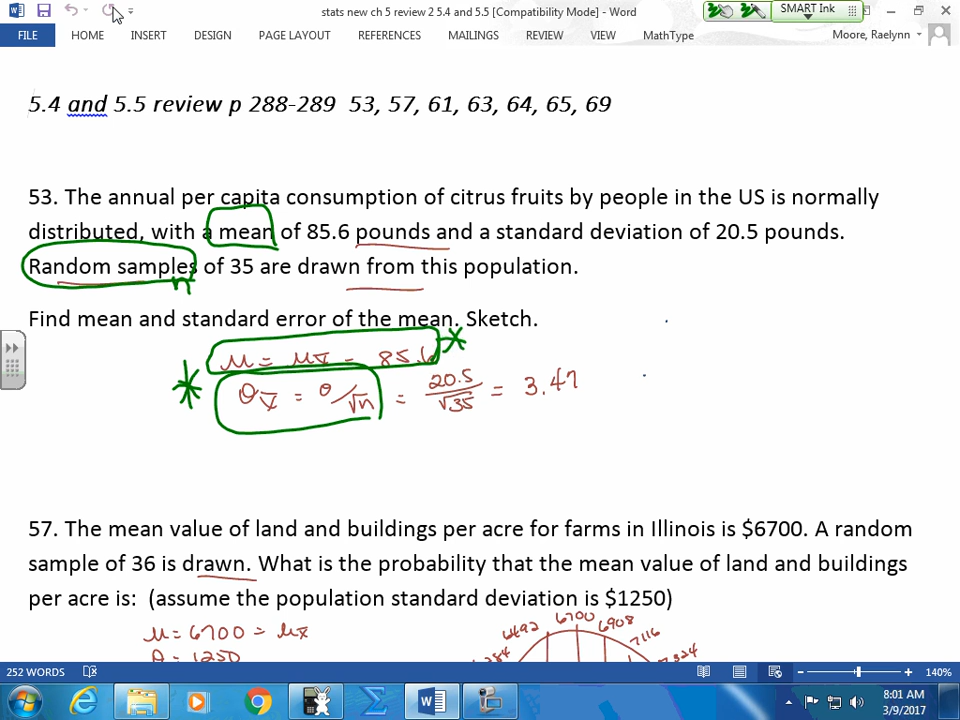 stats new ch 5 review 2 5.4 and 5.5 [Compatibility Mode] - Word
SMART Ink
FILE HOME INSERT DESIGN PAGE LAYOUT REFERENCES MAILINGS REVIEW VIEW MathType Moore, Raelynn
5.4 and 5.5 review p 288-289 53, 57, 61, 63, 64, 65, 69
53. The annual per capita consumption of citrus fruits by people in the US is normally
distributed, with a mean of 85.6 pounds and a standard deviation of 20.5 pounds.
Random samples of 35 are drawn from this population.
n
Find mean and standard error of the mean. Sketch.
μ = μx̄ = 85.6
σx̄ = σ/√n = 20.5/√35 = 3.47
57. The mean value of land and buildings per acre for farms in Illinois is $6700. A random
sample of 36 is drawn. What is the probability that the mean value of land and buildings
per acre is: (assume the population standard deviation is $1250)
6492 6700 6908
μ = 6700 = μx̄ 7116
σ = 1250 7324
252 WORDS 140%
8:01 AM
3/9/2017